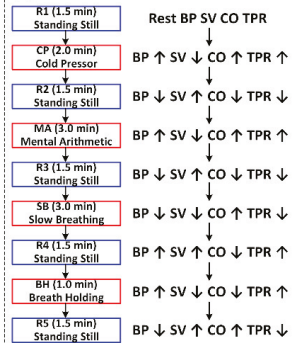 R1 (1.5 min)
Standing Still
Rest BP SV CO TPR
CP (2.0 min)
Cold Pressor
BP ↑ SV ↓ CO ↑ TPR ↑
R2 (1.5 min)
Standing Still
BP ↓ SV ↑ CO ↓ TPR ↓
MA (3.0 min)
Mental Arithmetic
BP ↑ SV ↓ CO ↑ TPR ↑
R3 (1.5 min)
Standing Still
BP ↓ SV ↑ CO ↓ TPR ↓
SB (3.0 min)
Slow Breathing
BP ↓ SV ↓ CO ↑ TPR ↓
R4 (1.5 min)
Standing Still
BP ↑ SV ↑ CO ↓ TPR ↑
BH (1.0 min)
Breath Holding
BP ↑ SV ↓ CO ↓ TPR ↑
R5 (1.5 min)
Standing Still
BP ↓ SV ↑ CO ↑ TPR ↓